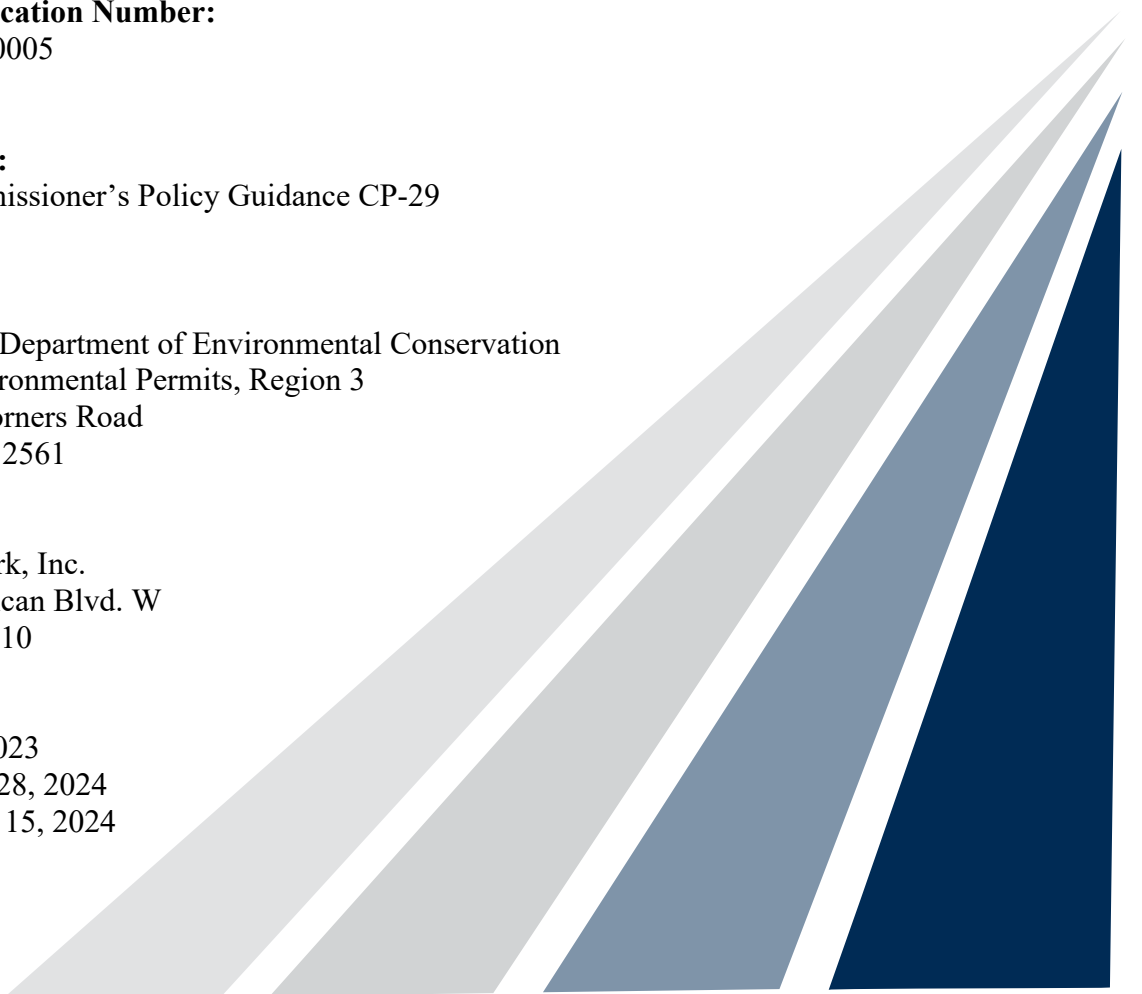 cation Number:
0005
:
nissioner’s Policy Guidance CP-29
Department of Environmental Conservation
ronmental Permits, Region 3
orners Road
2561
rk, Inc.
can Blvd. W
10
023
28, 2024
15, 2024